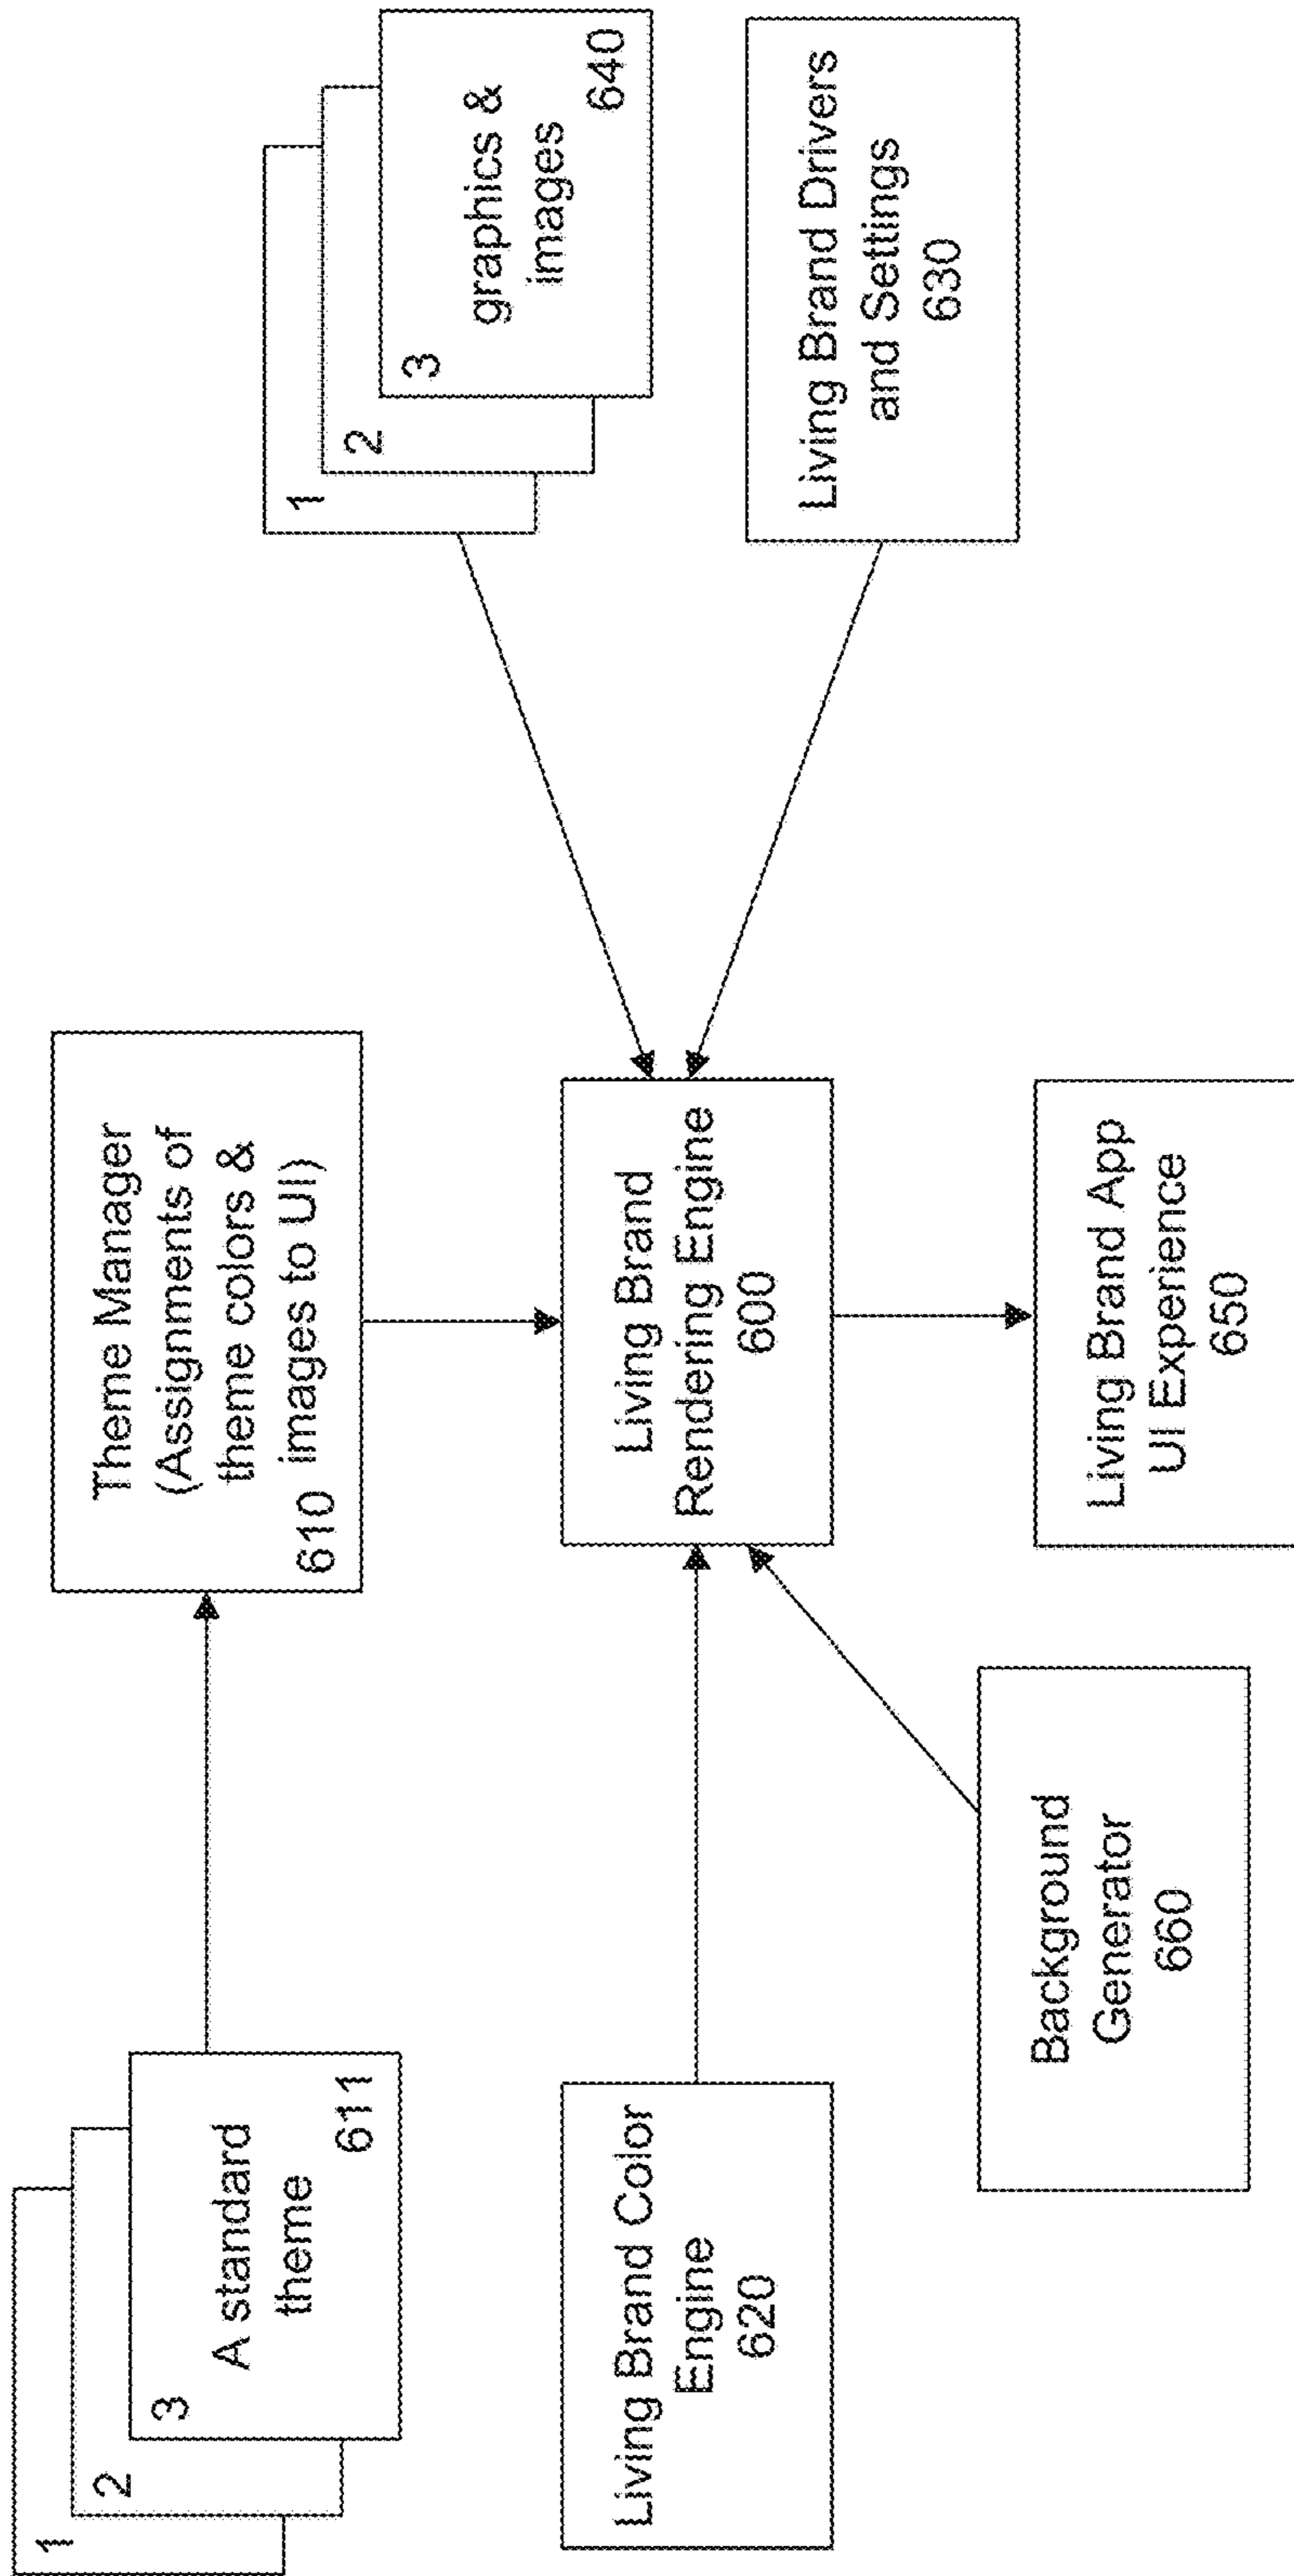 1
2
3
A standard
theme
611
Theme Manager
(Assignments of
theme colors &
610 images to UI)
1
2
3
graphics &
images
640
Living Brand Color
Engine
620
Living Brand
Rendering Engine
600
Living Brand Drivers
and Settings
630
Background
Generator
660
Living Brand App
UI Experience
650